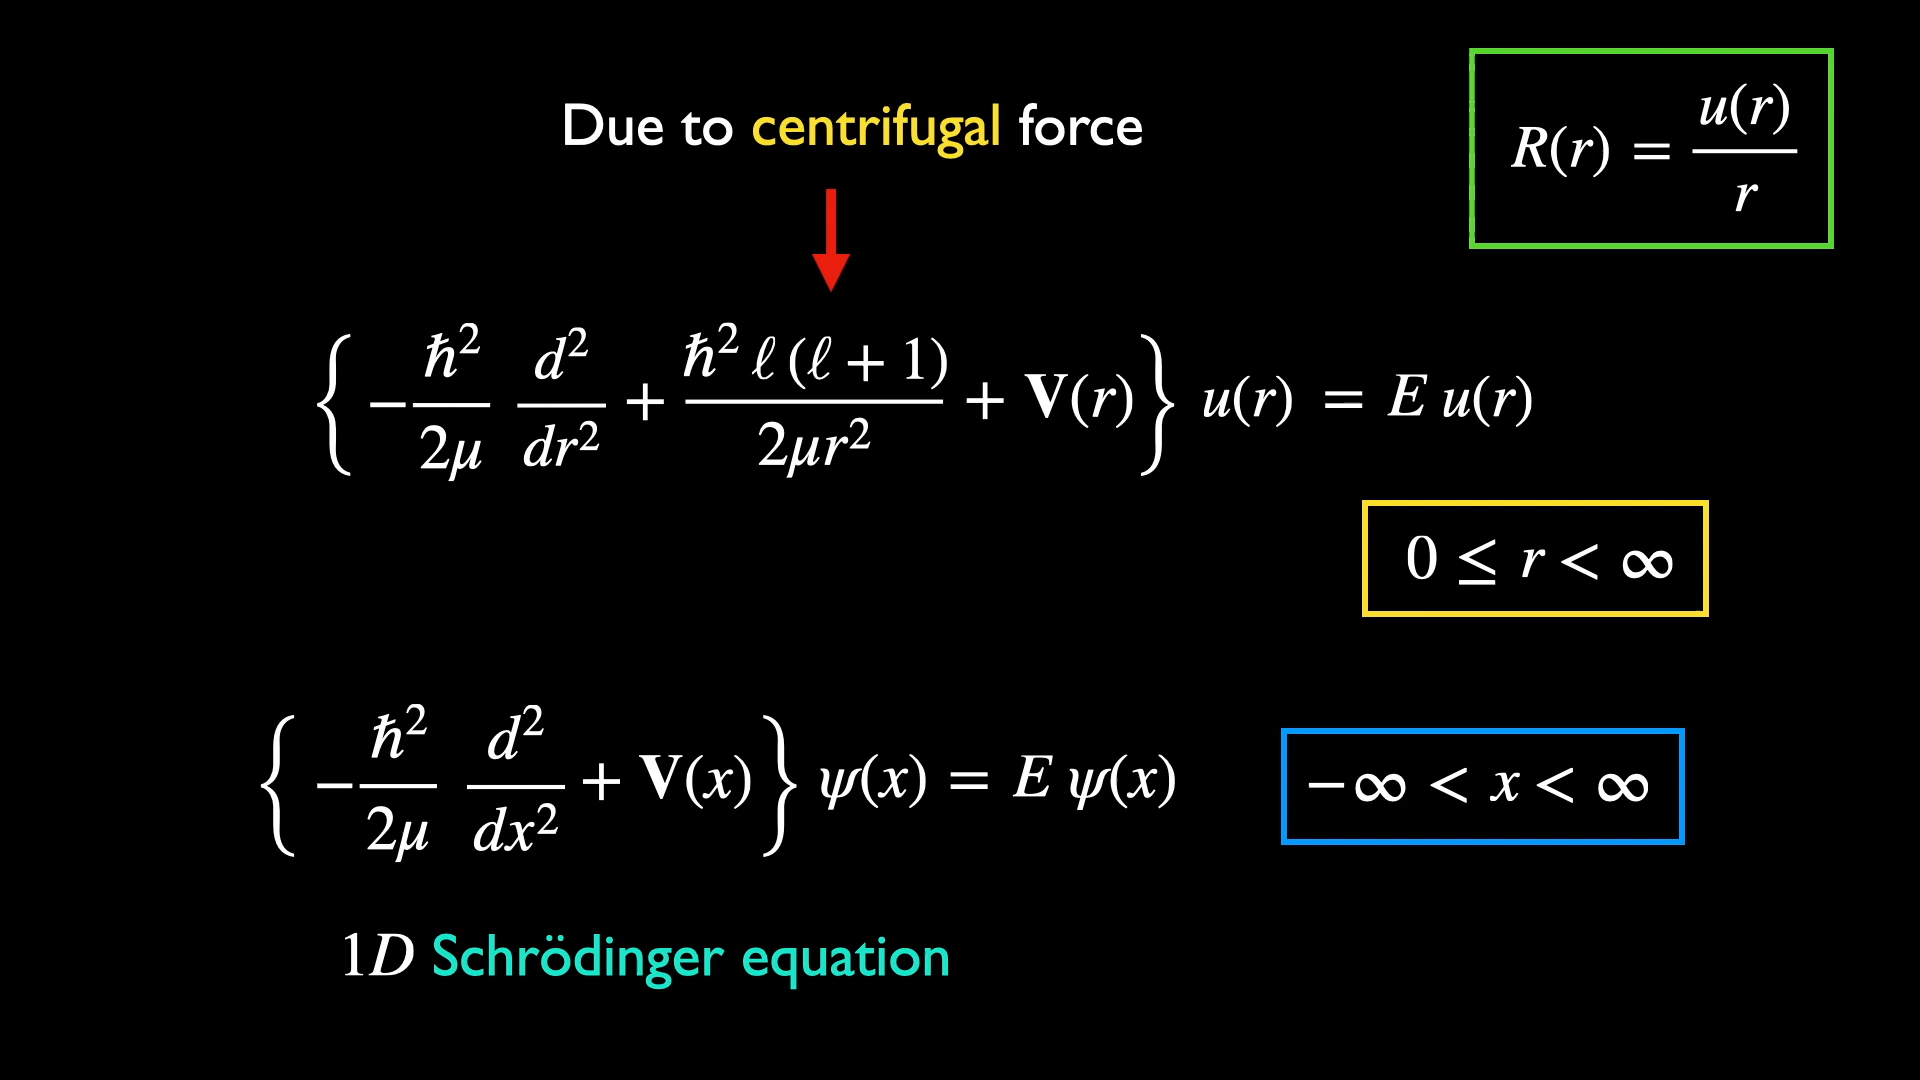 Due to centrifugal force
R(r) = u(r)/r
{ −ℏ²/2μ d²/dr² + ℏ² ℓ (ℓ + 1)/2μr² + V(r) } u(r) = E u(r)
0 ≤ r < ∞
{ −ℏ²/2μ d²/dx² + V(x) } ψ(x) = E ψ(x)
−∞ < x < ∞
1D Schrödinger equation